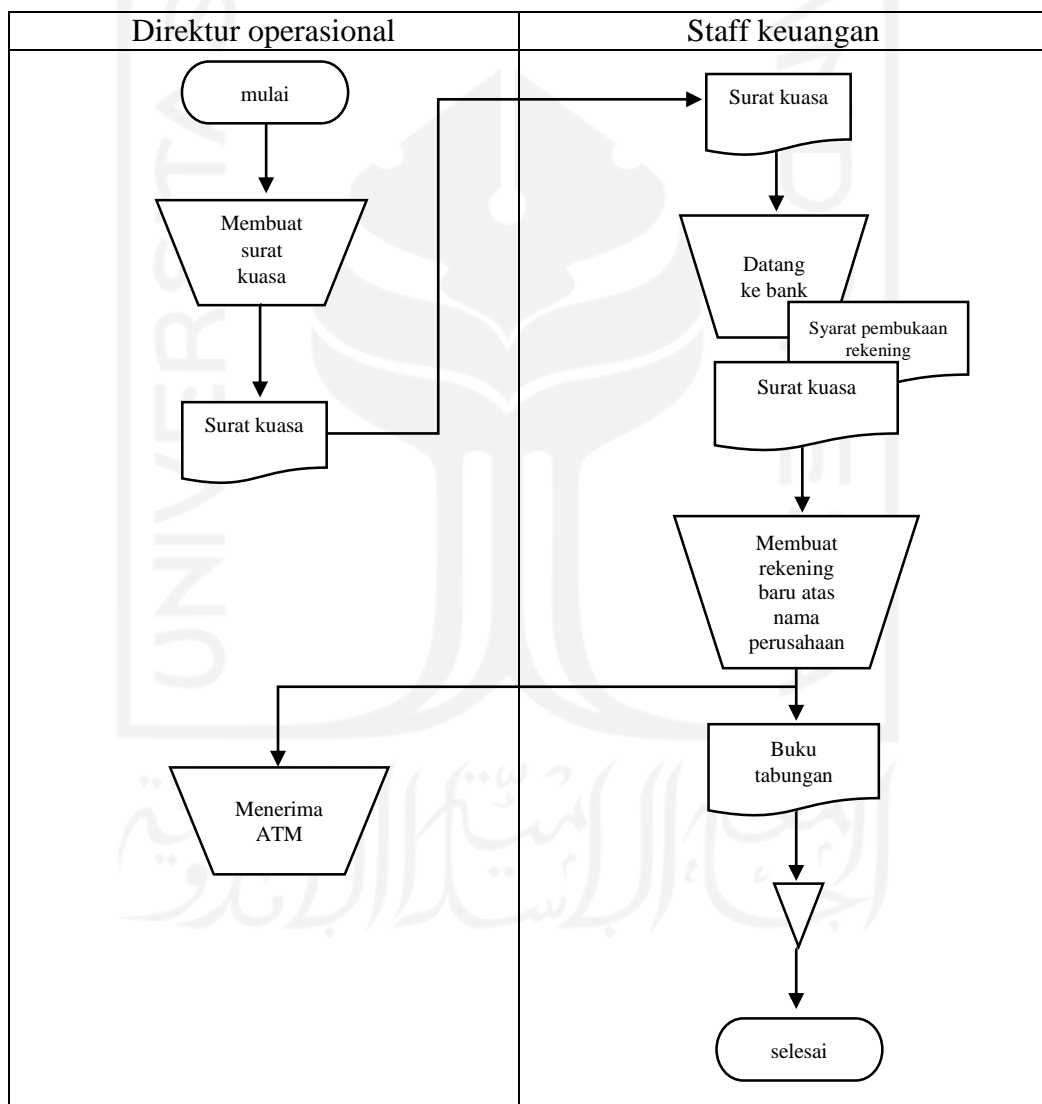 Direktur operasional
Staff keuangan
mulai
Membuat
surat
kuasa
Surat kuasa
Surat kuasa
Datang
ke bank
Syarat pembukaan
rekening
Surat kuasa
Membuat
rekening
baru atas
nama
perusahaan
Menerima
ATM
Buku
tabungan
selesai